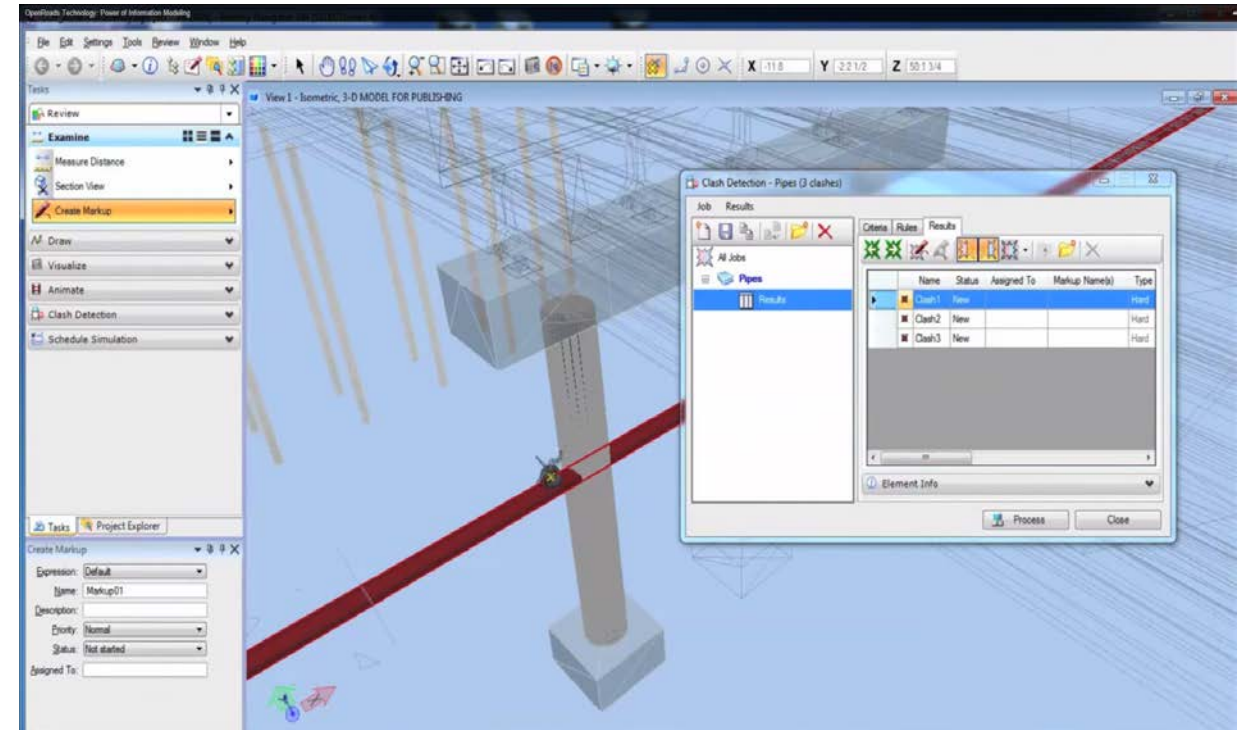 OpenRoads Technology: Power of Information Modeling
File Edit Settings Tools Review Window Help
X -11.8 Y -2:2 1/2 Z 50:1 3/4
Tasks
View 1 - Isometric, 3-D MODEL FOR PUBLISHING
Review
Examine
Measure Distance
Section View
Create Markup
Draw
Visualize
Animate
Clash Detection
Schedule Simulation
Clash Detection - Pipes (3 clashes)
Job Results
Criteria Rules Results
All Jobs
Pipes
Results
Name Status Assigned To Markup Name(s) Type
Clash1 New Hard
Clash2 New Hard
Clash3 New Hard
Element Info
Process Close
Tasks Project Explorer
Create Markup
Expression: Default
Name: Markup01
Description:
Priority: Normal
Status: Not started
Assigned To: